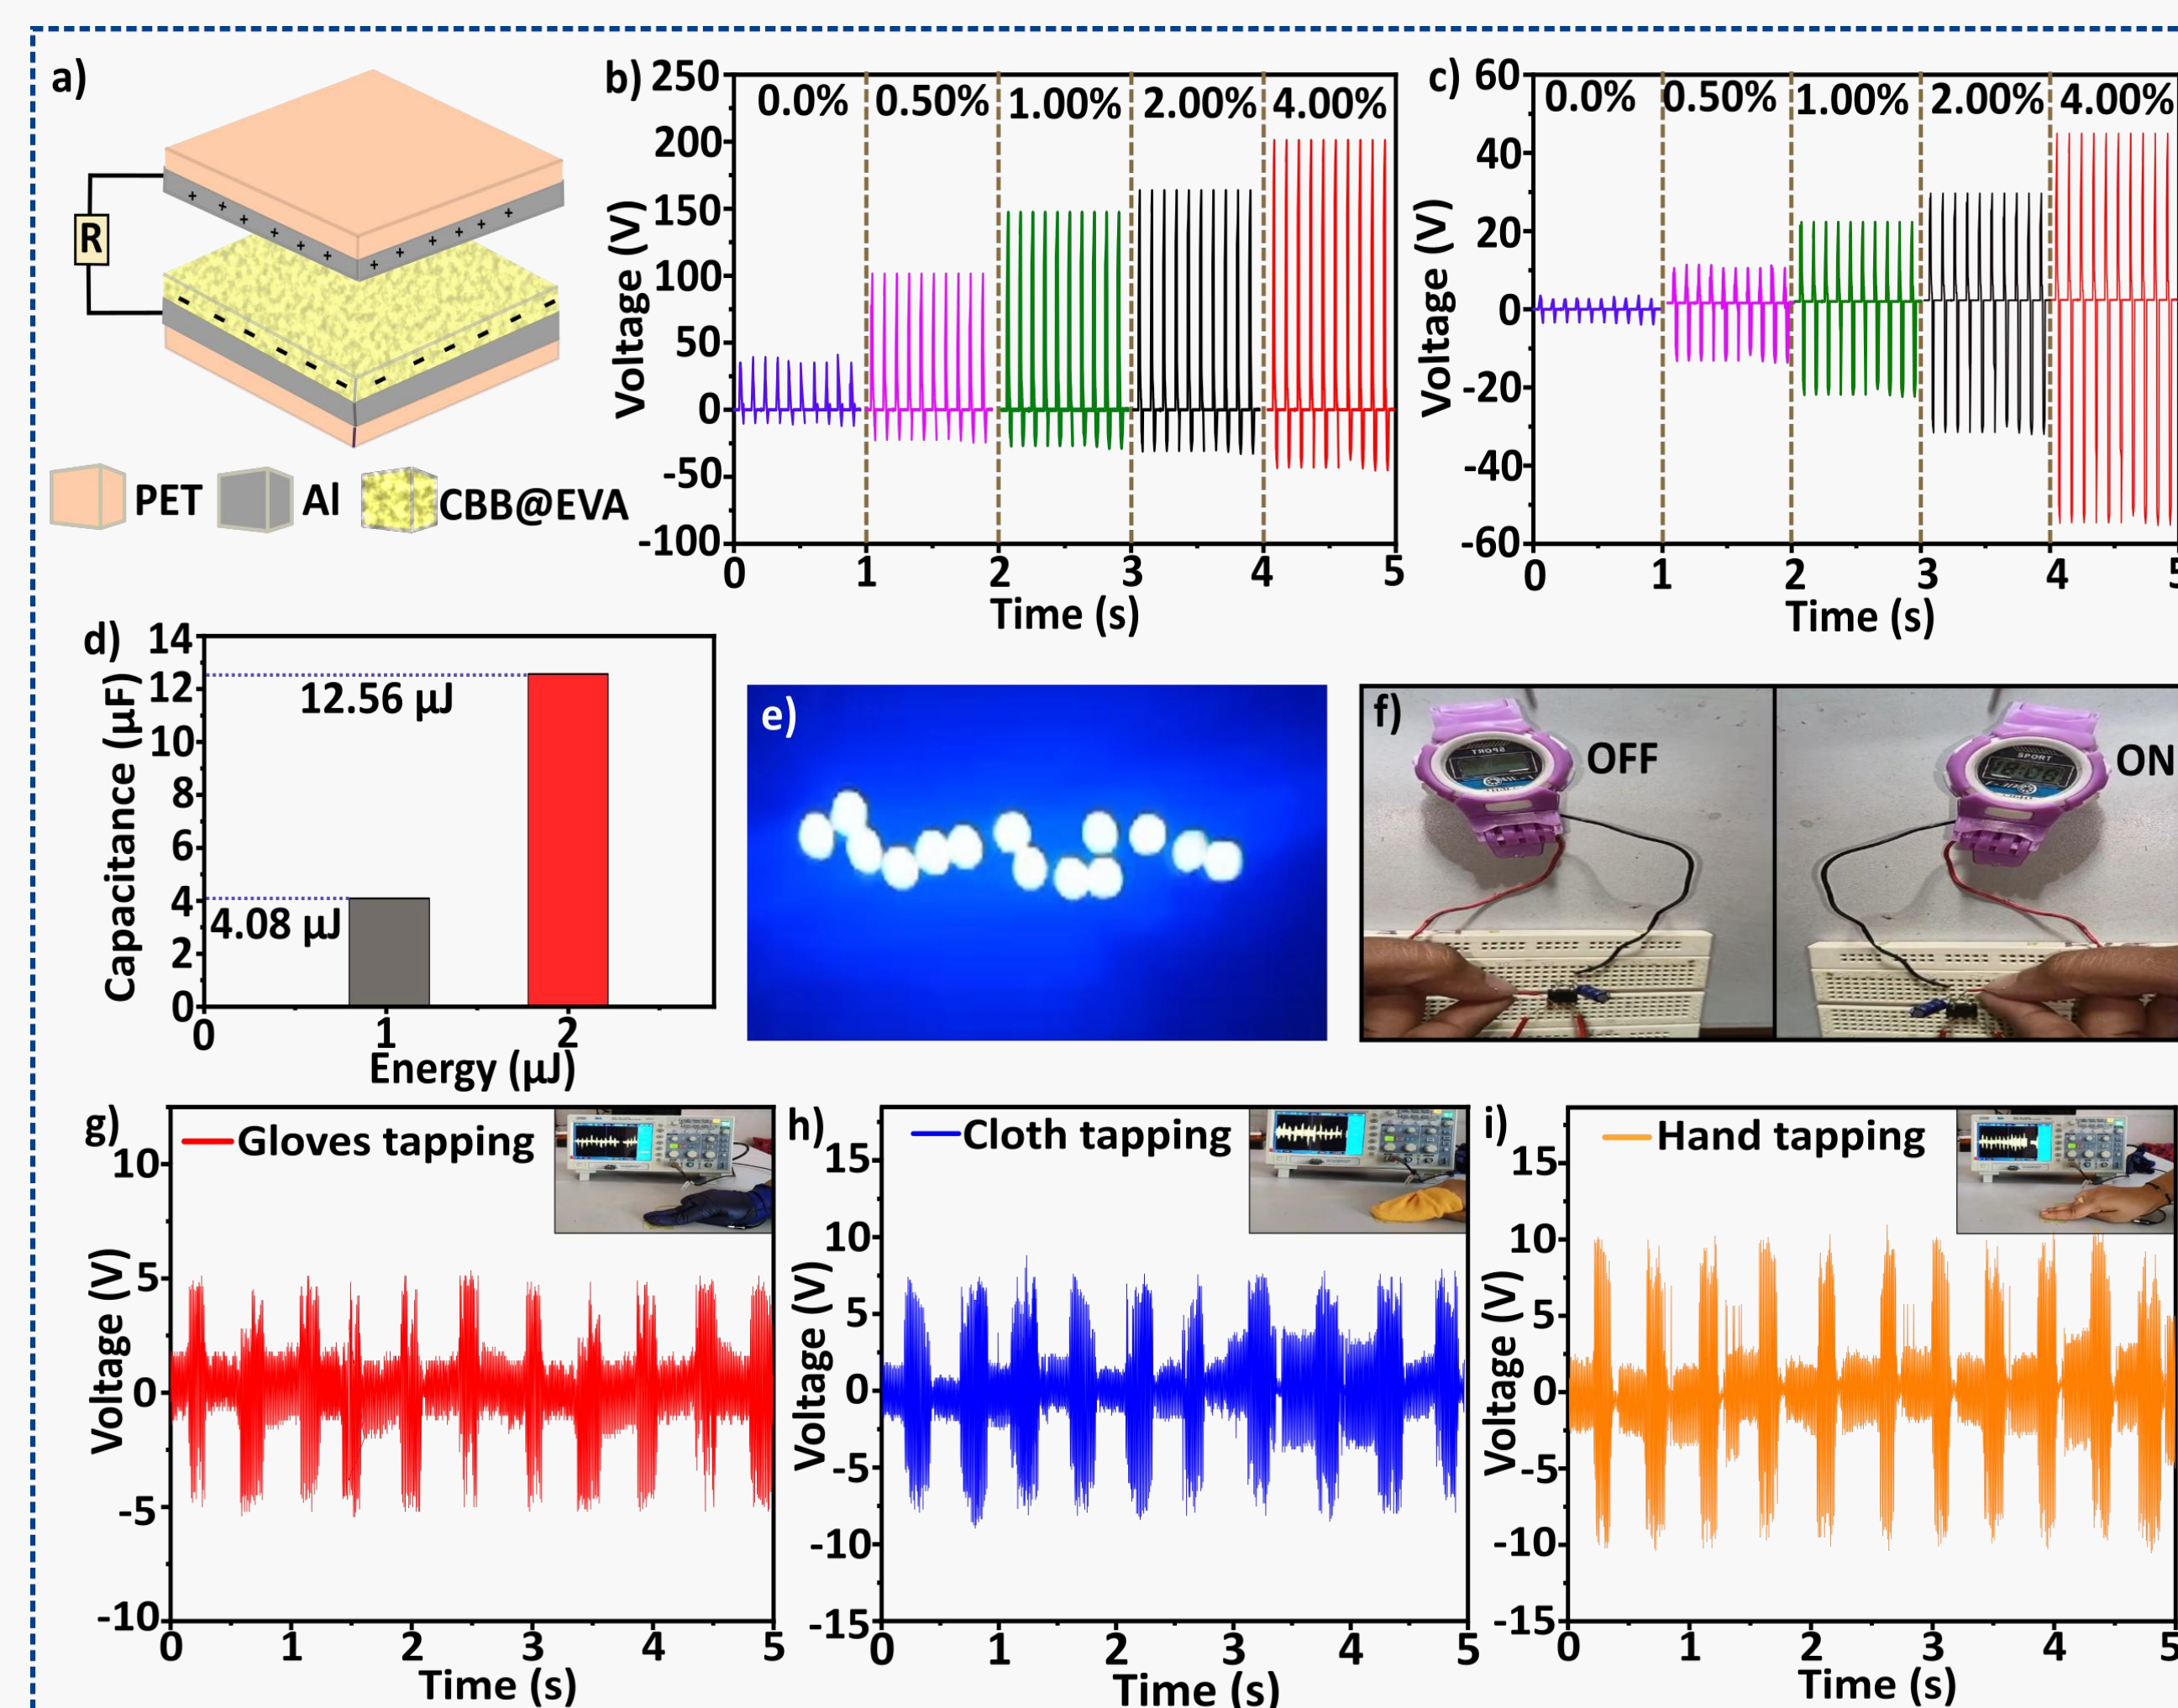 a)
R
+ + + + + + + + + + + +
PET
Al
CBB@EVA
b)
250
200
150
100
50
0
-50
-100
0.0%
0.50%
1.00%
2.00%
4.00%
Voltage (V)
0 1 2 3 4 5
Time (s)
c)
60
40
20
0
-20
-40
-60
0.0%
0.50%
1.00%
2.00%
4.00%
Voltage (V)
0 1 2 3 4 5
Time (s)
d)
14
12
10
8
6
4
2
0
12.56 µJ
4.08 µJ
Capacitance (µF)
0 1 2
Energy (µJ)
e)
f)
OFF
SPORT
ON
SPORT
g)
Gloves tapping
10
5
0
-5
-10
Voltage (V)
0 1 2 3 4 5
Time (s)
h)
Cloth tapping
15
10
5
0
-5
-10
-15
Voltage (V)
0 1 2 3 4 5
Time (s)
i)
Hand tapping
15
10
5
0
-5
-10
-15
Voltage (V)
0 1 2 3 4 5
Time (s)